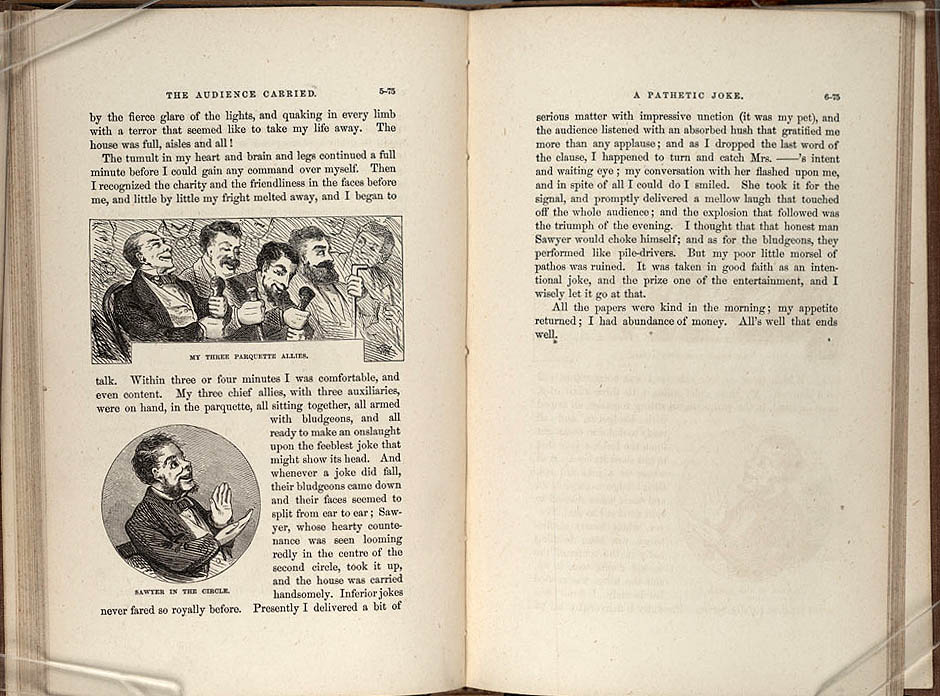 THE AUDIENCE CARRIED. 5-75
by the fierce glare of the lights, and quaking in every limb
with a terror that seemed like to take my life away. The
house was full, aisles and all!
The tumult in my heart and brain and legs continued a full
minute before I could gain any command over myself. Then
I recognized the charity and the friendliness in the faces before
me, and little by little my fright melted away, and I began to
MY THREE PARQUETTE ALLIES.
talk. Within three or four minutes I was comfortable, and
even content. My three chief allies, with three auxiliaries,
were on hand, in the parquette, all sitting together, all armed
with bludgeons, and all
ready to make an onslaught
upon the feeblest joke that
might show its head. And
whenever a joke did fall,
their bludgeons came down
and their faces seemed to
split from ear to ear; Saw-
yer, whose hearty counte-
nance was seen looming
redly in the centre of the
second circle, took it up,
and the house was carried
handsomely. Inferior jokes
SAWYER IN THE CIRCLE.
never fared so royally before. Presently I delivered a bit of
A PATHETIC JOKE. 6-75
serious matter with impressive unction (it was my pet), and
the audience listened with an absorbed hush that gratified me
more than any applause; and as I dropped the last word of
the clause, I happened to turn and catch Mrs. ——'s intent
and waiting eye; my conversation with her flashed upon me,
and in spite of all I could do I smiled. She took it for the
signal, and promptly delivered a mellow laugh that touched
off the whole audience; and the explosion that followed was
the triumph of the evening. I thought that that honest man
Sawyer would choke himself; and as for the bludgeons, they
performed like pile-drivers. But my poor little morsel of
pathos was ruined. It was taken in good faith as an inten-
tional joke, and the prize one of the entertainment, and I
wisely let it go at that.
All the papers were kind in the morning; my appetite
returned; I had abundance of money. All's well that ends
well.